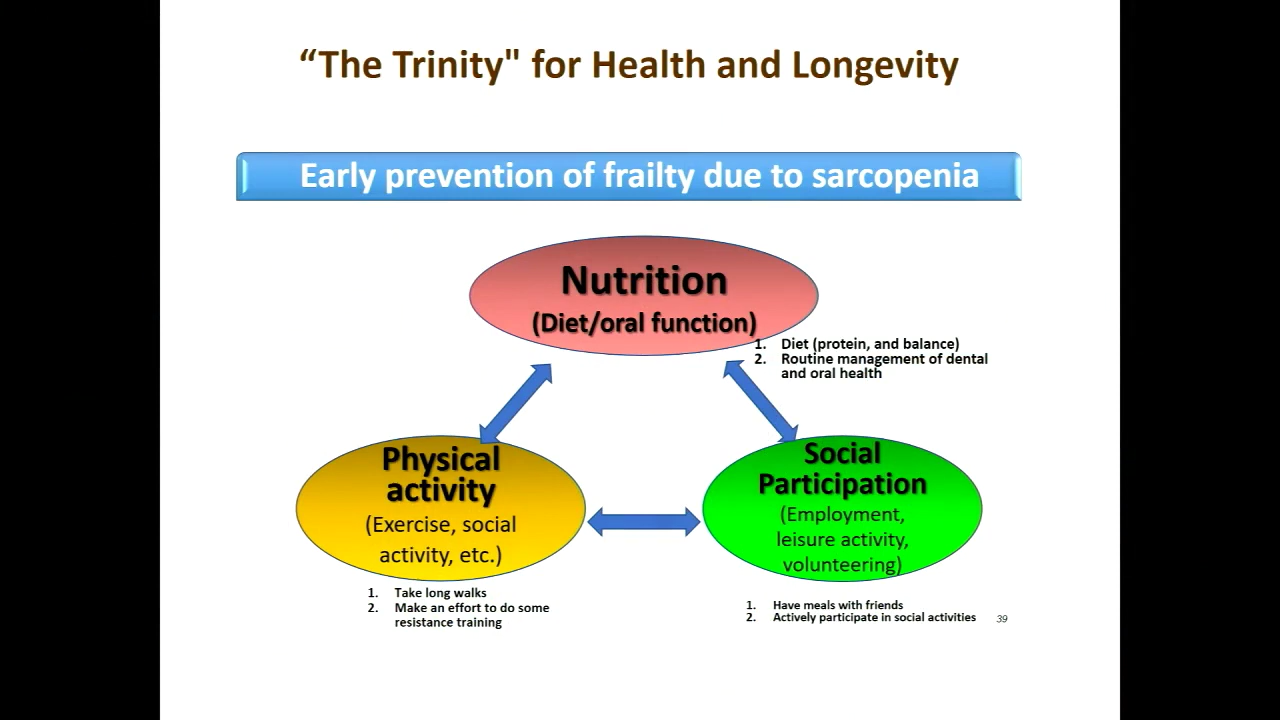 “The Trinity" for Health and Longevity
Early prevention of frailty due to sarcopenia
Nutrition
(Diet/oral function)
1. Diet (protein, and balance)
2. Routine management of dental
and oral health
Physical
activity
(Exercise, social
activity, etc.)
1. Take long walks
2. Make an effort to do some
resistance training
Social
Participation
(Employment,
leisure activity,
volunteering)
1. Have meals with friends
2. Actively participate in social activities
39